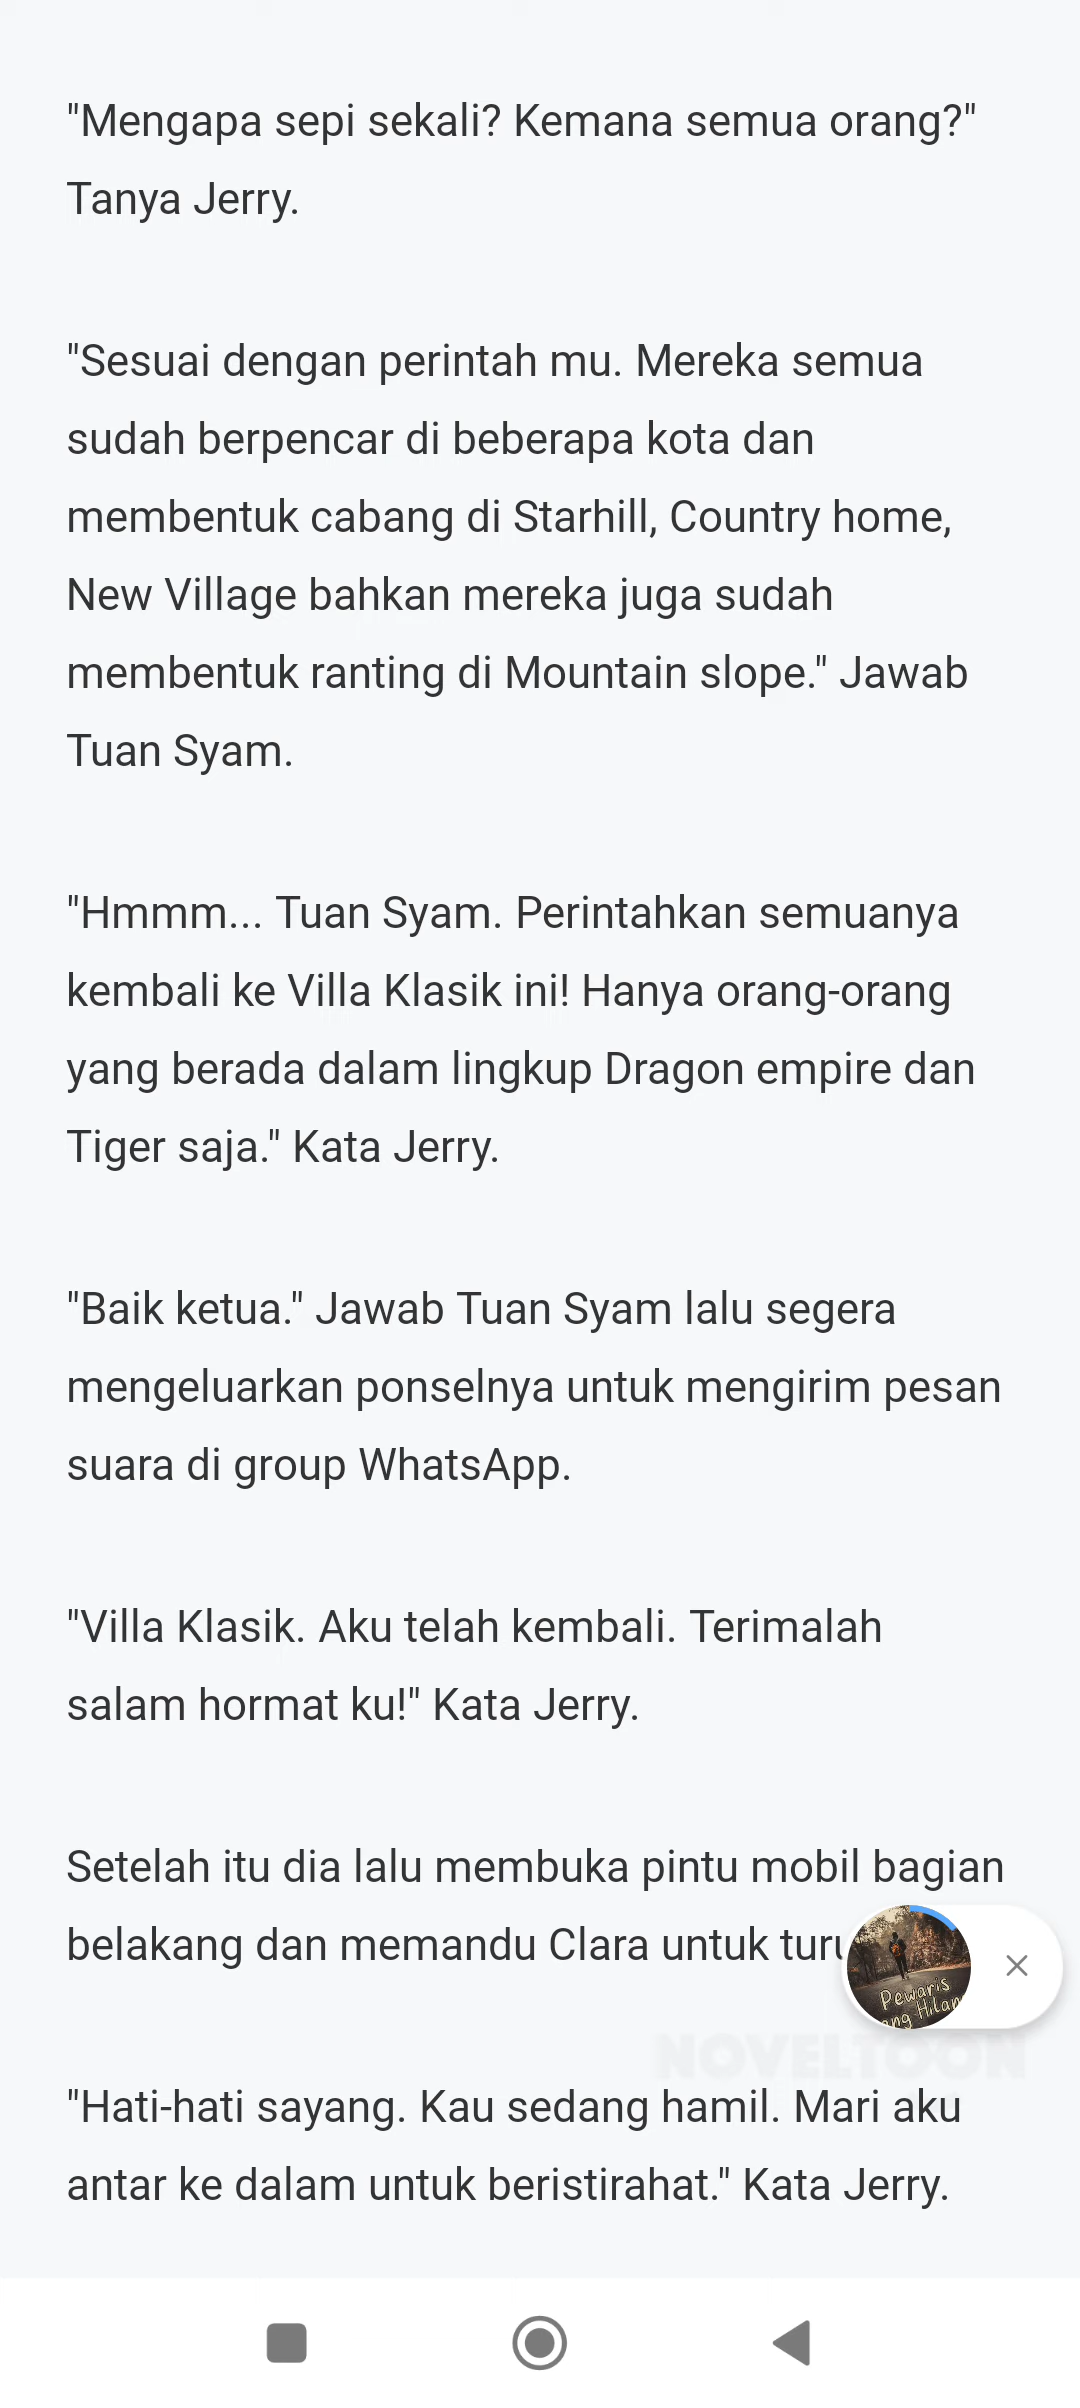 "Mengapa sepi sekali? Kemana semua orang?"
Tanya Jerry.
"Sesuai dengan perintah mu. Mereka semua
sudah berpencar di beberapa kota dan
membentuk cabang di Starhill, Country home,
New Village bahkan mereka juga sudah
membentuk ranting di Mountain slope." Jawab
Tuan Syam.
"Hmmm... Tuan Syam. Perintahkan semuanya
kembali ke Villa Klasik ini! Hanya orang-orang
yang berada dalam lingkup Dragon empire dan
Tiger saja." Kata Jerry.
"Baik ketua." Jawab Tuan Syam lalu segera
mengeluarkan ponselnya untuk mengirim pesan
suara di group WhatsApp.
"Villa Klasik. Aku telah kembali. Terimalah
salam hormat ku!" Kata Jerry.
Setelah itu dia lalu membuka pintu mobil bagian
belakang dan memandu Clara untuk
Pewaris
NOVELTOON
"Hati-hati sayang. Kau sedang hamil. Mari aku
antar ke dalam untuk beristirahat." Kata Jerry.